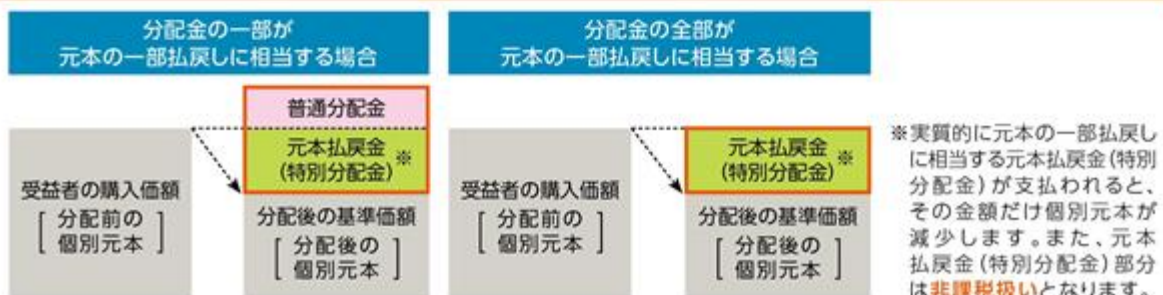 分配金の一部が
元本の一部払戻しに相当する場合
普通分配金
元本払戻金
(特別分配金)※
受益者の購入価額
[ 分配前の
個別元本 ]
分配後の基準価額
[ 分配後の
個別元本 ]
分配金の全部が
元本の一部払戻しに相当する場合
元本払戻金
(特別分配金)※
受益者の購入価額
[ 分配前の
個別元本 ]
分配後の基準価額
[ 分配後の
個別元本 ]
※実質的に元本の一部払戻し
に相当する元本払戻金(特別
分配金)が支払われると、
その金額だけ個別元本が
減少します。また、元本
払戻金(特別分配金)部分
は非課税扱いとなります。